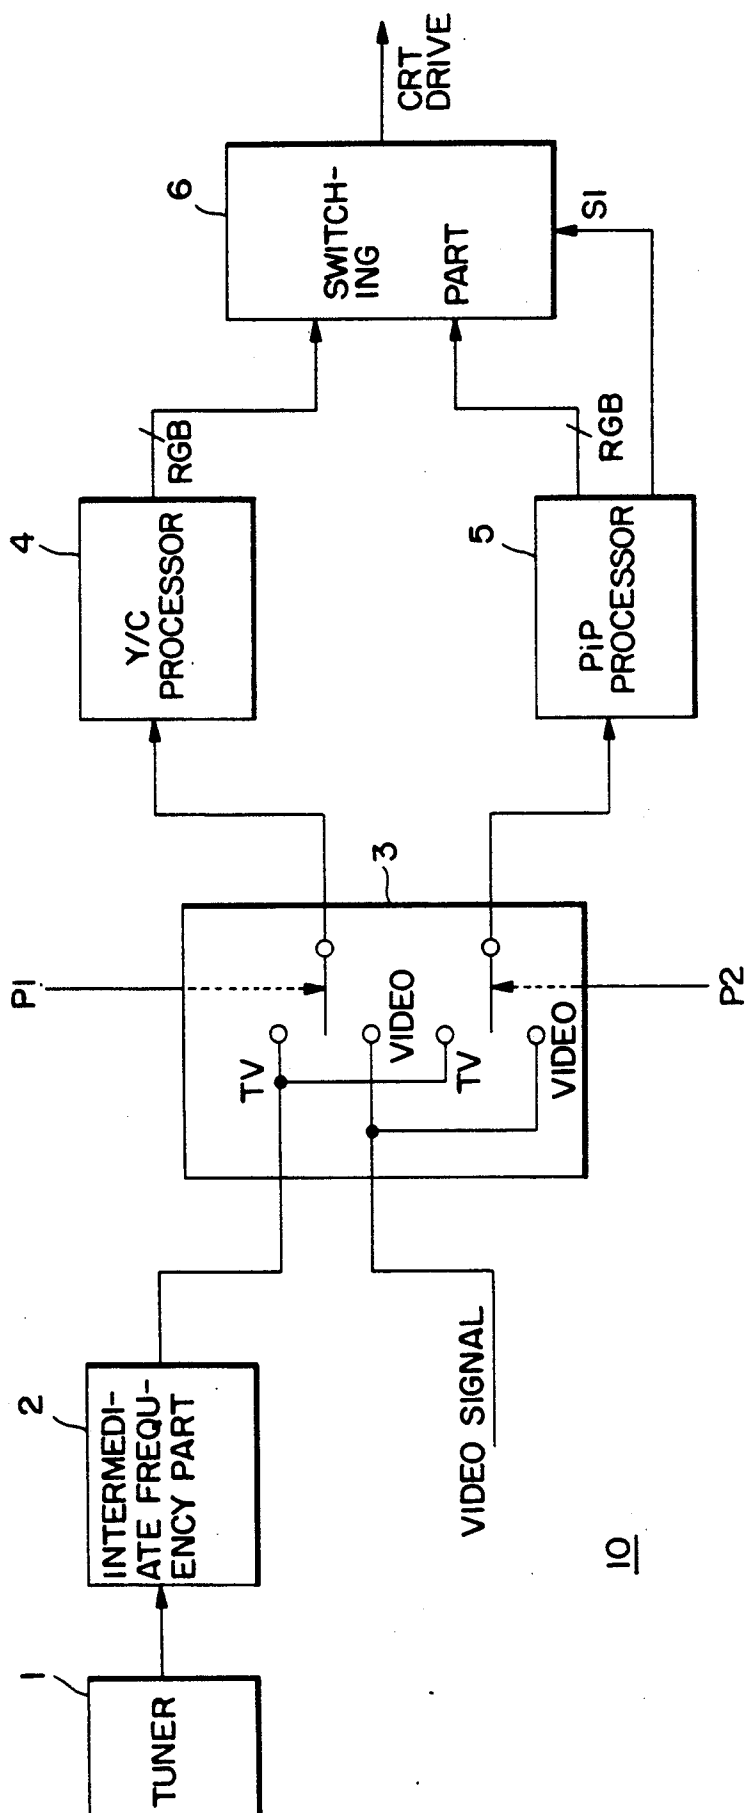 1
TUNER
2
INTERMEDI-
ATE FREQU-
ENCY PART
VIDEO SIGNAL
10
P1
3
TV
VIDEO
TV
VIDEO
P2
4
Y/C
PROCESSOR
RGB
5
PiP
PROCESSOR
RGB
6
SWITCH-
ING
PART
S1
CRT
DRIVE